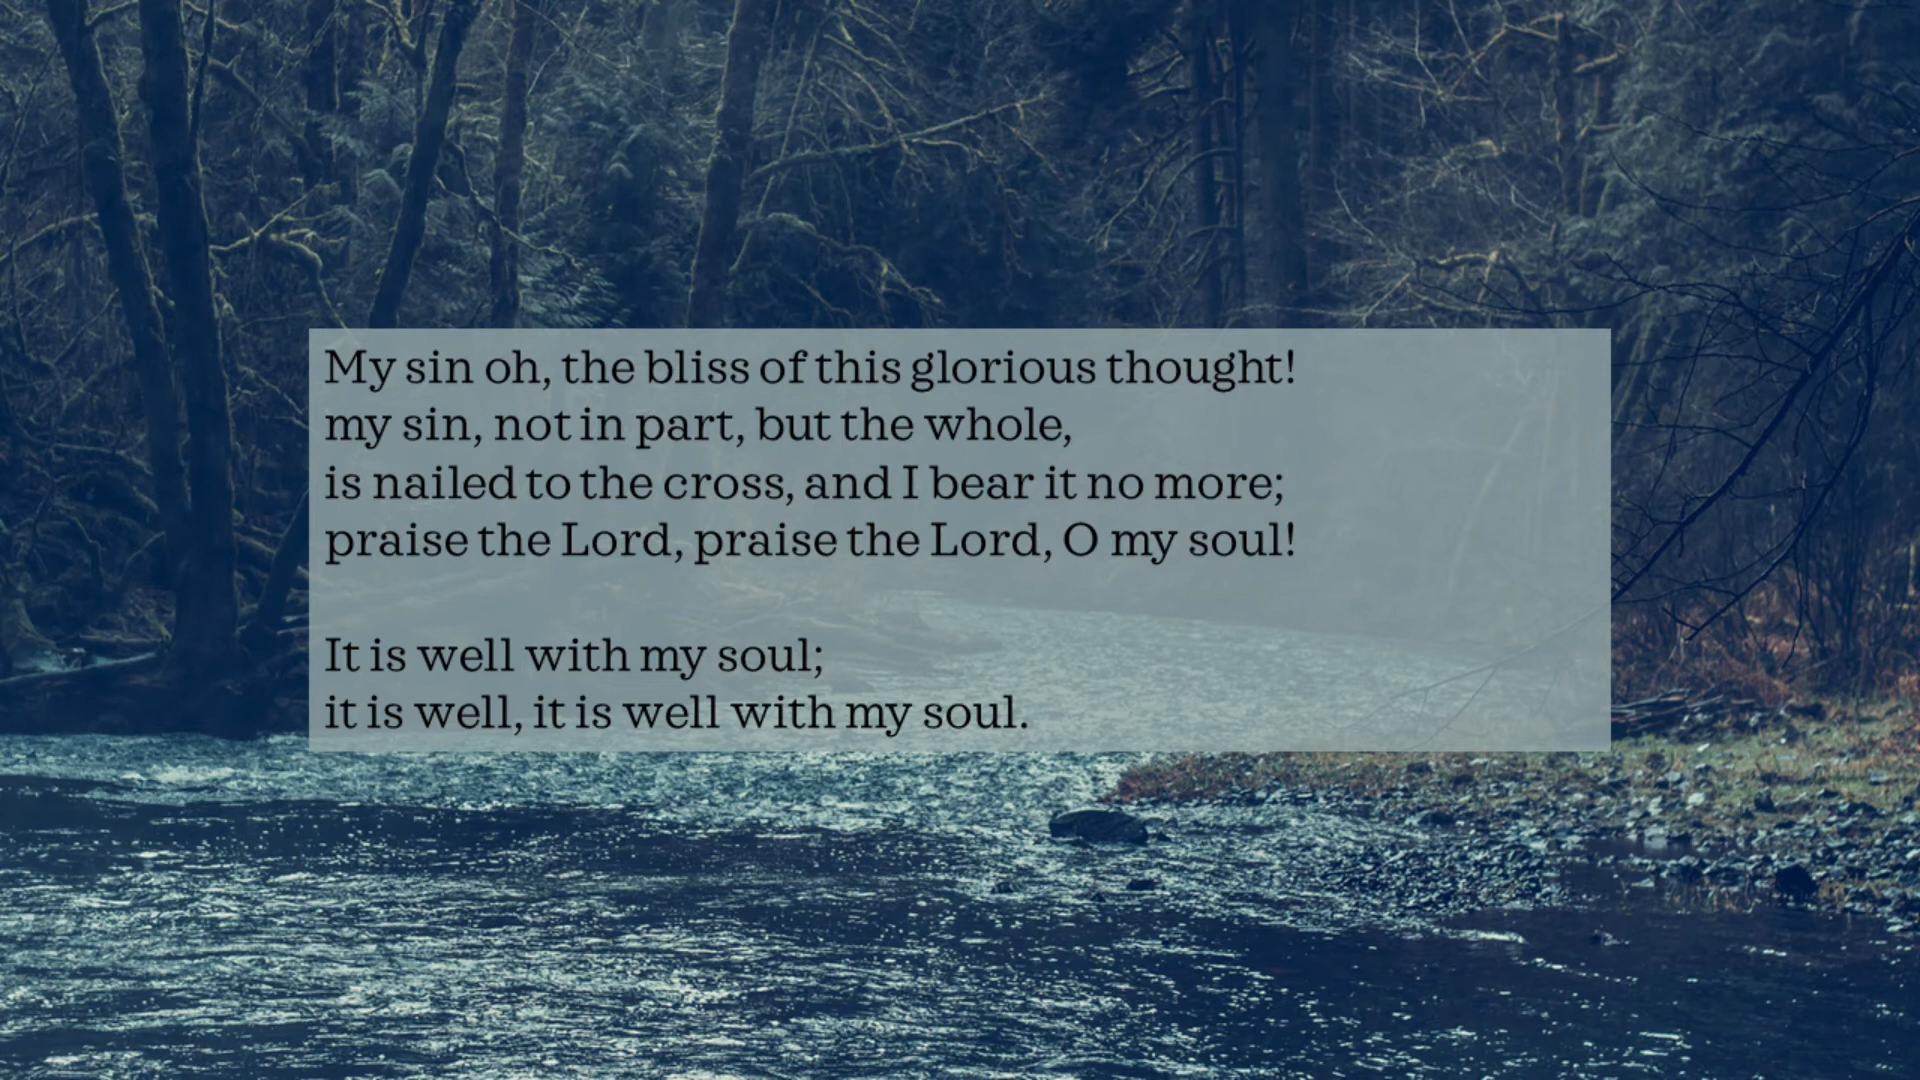 My sin oh, the bliss of this glorious thought!
my sin, not in part, but the whole,
is nailed to the cross, and I bear it no more;
praise the Lord, praise the Lord, O my soul!
It is well with my soul;
it is well, it is well with my soul.